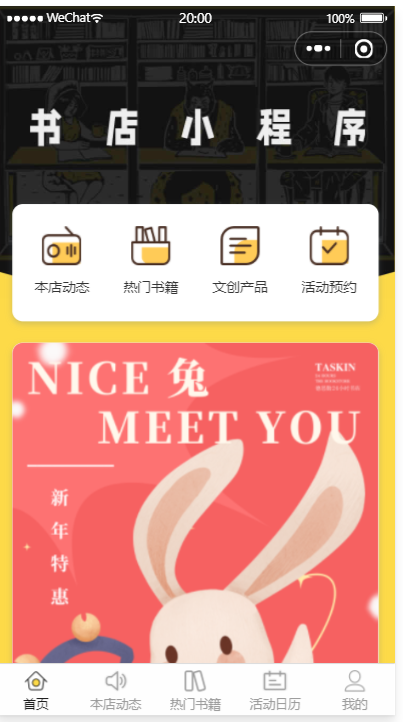 WeChat
20:00
100%
书店小程序
本店动态
热门书籍
文创产品
活动预约
NICE 兔
TASKIN
MEET YOU
新年特惠
首页
本店动态
热门书籍
活动日历
我的